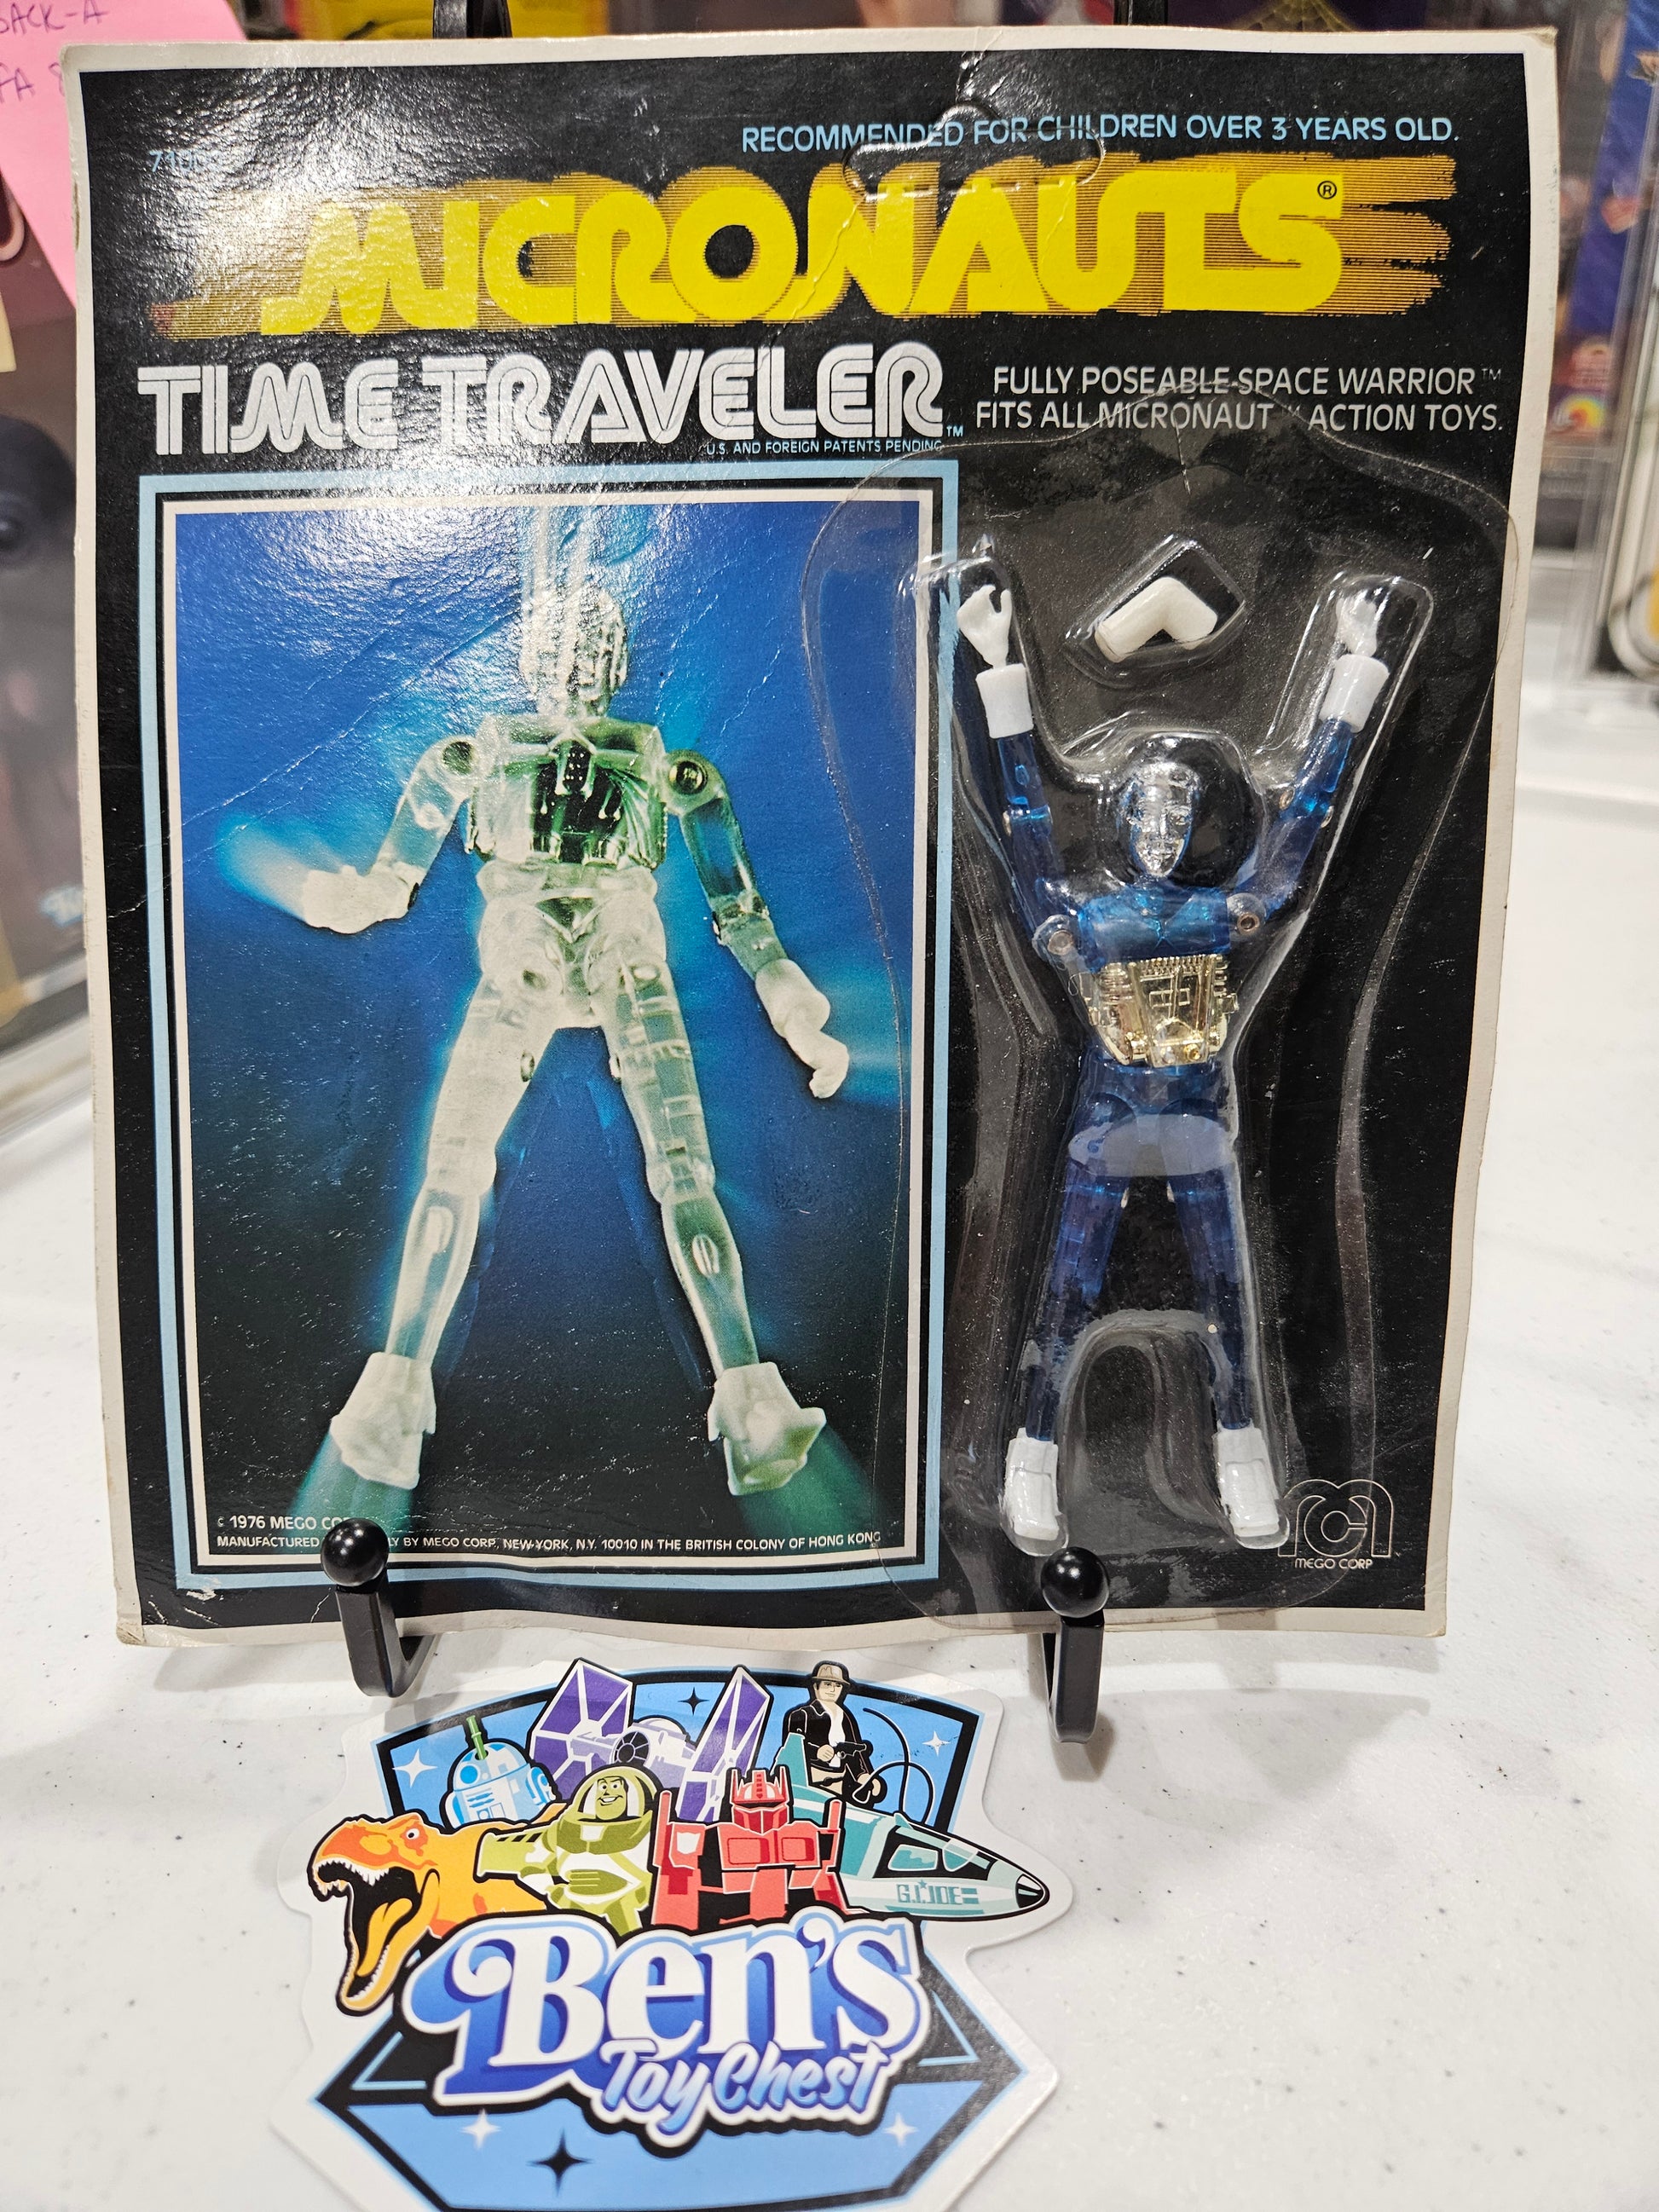 RECOMMENDED FOR CHILDREN OVER 3 YEARS OLD.
MICRONAUTS®
TIME TRAVELER™
U.S. AND FOREIGN PATENTS PENDING
FULLY POSEABLE SPACE WARRIOR™
FITS ALL MICRONAUT™ ACTION TOYS.
© 1976 MEGO
MANUFACTURED BY MEGO CORP, NEW YORK, N.Y. 10010 IN THE BRITISH COLONY OF HONG KONG
MEGO CORP
G.I. JOE
Ben's
Toy Chest